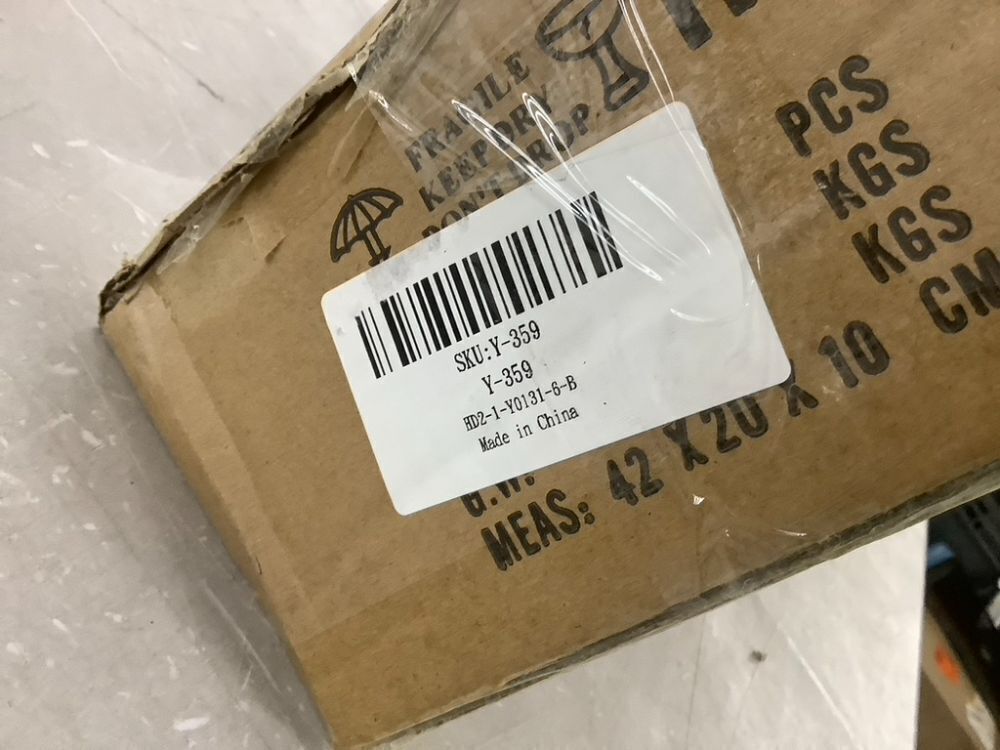 FRAGILE
KEEP DRY
DON'T DROP
PCS
KGS
KGS
SKU:Y-359
Y-359
HD2-1-Y0131-6-B
Made in China
G.W.
MEAS: 42 X 20 X 10 CM